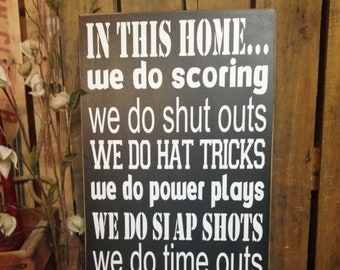 IN THIS HOME...
we do scoring
we do shut outs
WE DO HAT TRICKS
we do power plays
WE DO SLAP SHOTS
we do time outs